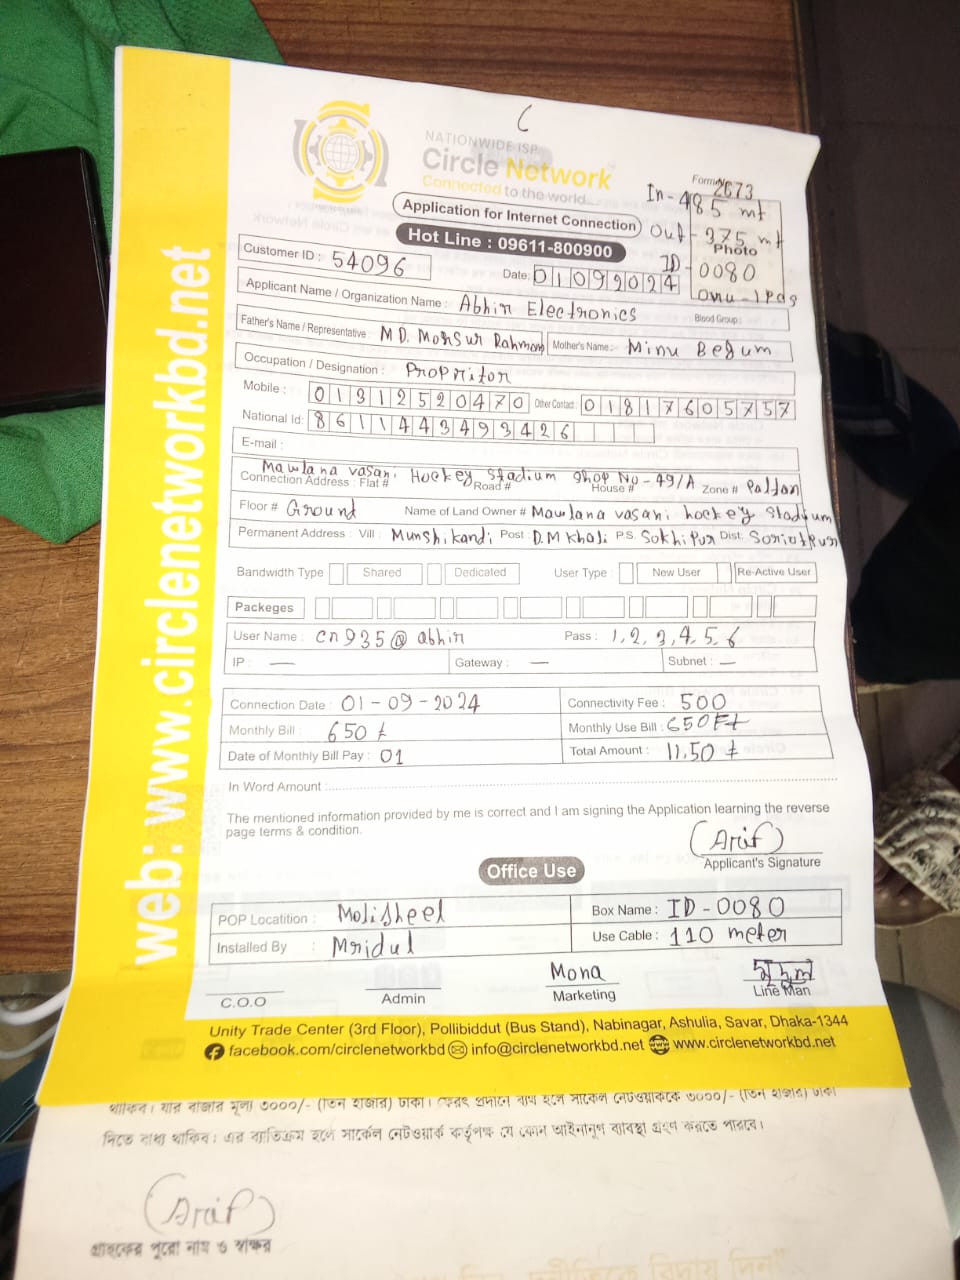 C
NATIONWIDE ISP
Circle Network™
Connected to the world...
Form No 2673
In - 485 mt
Out - 375 mt
Photo
ID - 0080
Onu - 1 Pds
Application for Internet Connection
Hot Line : 09611-800900
Customer ID : 54096
Date: 01092024
Applicant Name / Organization Name : Abhir Electronics
Blood Group :
Father's Name / Representative MD. Mohsur Rahman Mother's Name : Minu Begum
Occupation / Designation : Propritor
Mobile : 01312520470 Other Contact : 01817605757
National Id: 8611443493426
E-mail :
Mawlana vasani Hockey Stadium Shop No - 49/A
Connection Address : Flat # Road # House # Zone # Paltan
Floor # Ground Name of Land Owner # Mawlana vasani hockey Stadyum
Permanent Address : Vill : Munshikandi Post : D.M Khali P.S. Sokhipur Dist: Soriotpur
Bandwidth Type Shared Dedicated User Type : New User Re-Active User
Packeges
User Name : cn935@abhir Pass : 1,2,3,4,5,6
IP : — Gateway : — Subnet : —
Connection Date : 01-09-2024 Connectivity Fee : 500
Monthly Bill : 650 t Monthly Use Bill : 650
Date of Monthly Bill Pay : 01 Total Amount : 11,50 t
In Word Amount :
The mentioned information provided by me is correct and I am signing the Application learning the reverse
page terms & condition.
(Arif)
Applicant's Signature
Office Use
POP Locatition : Motisheel Box Name : ID-0080
Installed By : Mridul Use Cable : 110 meter
Mona মৃদুল
C.O.O Admin Marketing Line Man
Unity Trade Center (3rd Floor), Pollibiddut (Bus Stand), Nabinagar, Ashulia, Savar, Dhaka-1344
facebook.com/circlenetworkbd info@circlenetworkbd.net www.circlenetworkbd.net
web: www.circlenetworkbd.net
থাকিব। যার বাজার মূল্য ৩০০০/- (তিন হাজার) টাকা। ফেরৎ প্রদানে ব্যর্থ হলে সার্কেল নেটওয়ার্ককে ৩০০০/- (তিন হাজার) টাকা
দিতে বাধ্য থাকিব। এর ব্যতিক্রম হলে সার্কেল নেটওয়ার্ক কর্তৃপক্ষ যে কোন আইনানুগ ব্যবস্থা গ্রহণ করতে পারবে।
(Arif)
গ্রাহকের পুরো নাম ও স্বাক্ষর